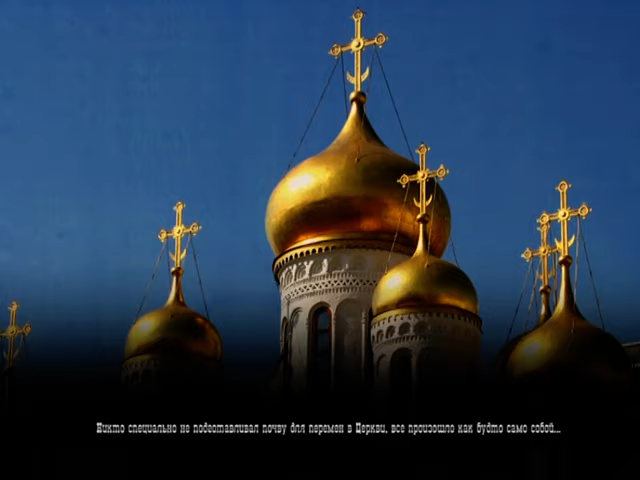 Никто специально не подготавливал почву для перемен в Церкви, все произошло как будто само собой...